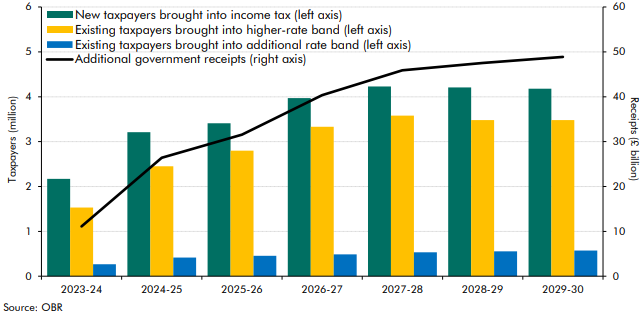 New taxpayers brought into income tax (left axis)
Existing taxpayers brought into higher-rate band (left axis)
Existing taxpayers brought into additional rate band (left axis)
Additional government receipts (right axis)
Taxpayers (million)
6
5
4
3
2
1
0
60
50
40
30
20
10
0
Receipts (£ billion)
2023-24 2024-25 2025-26 2026-27 2027-28 2028-29 2029-30
Source: OBR